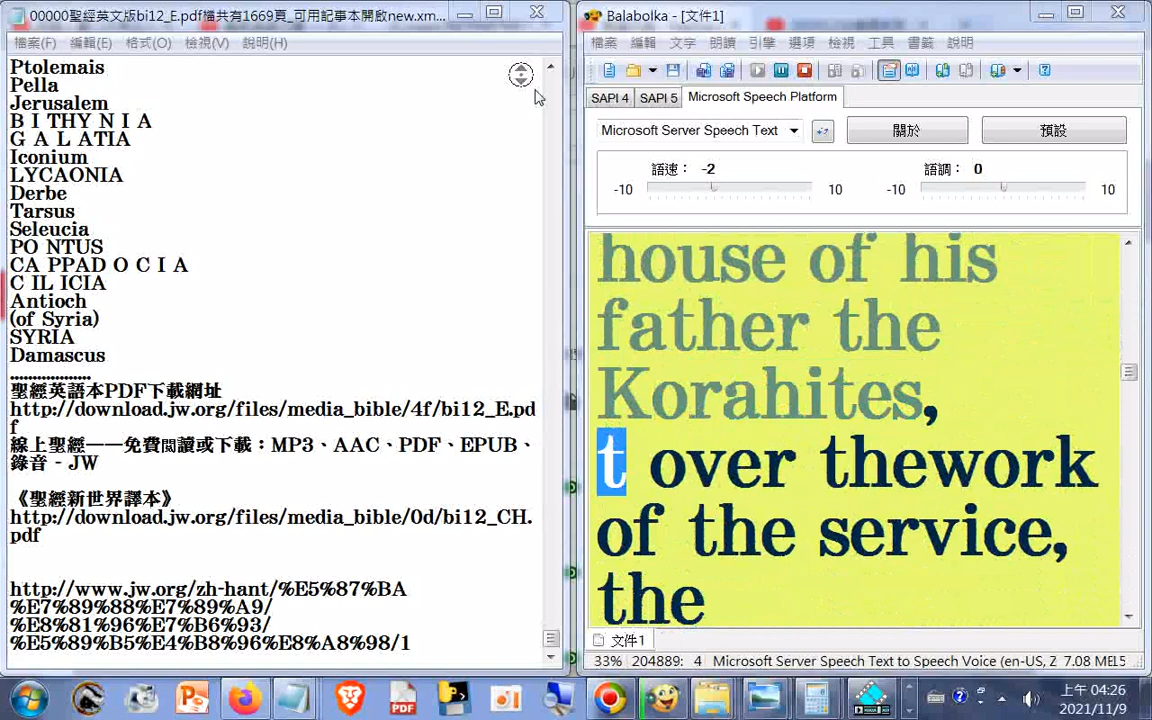 00000聖經英文版bi12_E.pdf檔共有1669頁_可用記事本開啟new.xm...
檔案(F) 編輯(E) 格式(O) 檢視(V) 說明(H)
Ptolemais
Pella
Jerusalem
B I THY N I A
G A L ATIA
Iconium
LYCAONIA
Derbe
Tarsus
Seleucia
PO NTUS
CA PPAD O C I A
C IL ICIA
Antioch
(of Syria)
SYRIA
Damascus
..................
聖經英語本PDF下載網址
http://download.jw.org/files/media_bible/4f/bi12_E.pd
f
線上聖經——免費閱讀或下載：MP3、AAC、PDF、EPUB、
錄音 - JW
《聖經新世界譯本》
http://download.jw.org/files/media_bible/0d/bi12_CH.
pdf
http://www.jw.org/zh-hant/%E5%87%BA
%E7%89%88%E7%89%A9/
%E8%81%96%E7%B6%93/
%E5%89%B5%E4%B8%96%E8%A8%98/1
Balabolka - [文件1]
檔案 編輯 文字 朗讀 引擎 選項 檢視 工具 書籤 說明
SAPI 4 SAPI 5 Microsoft Speech Platform
Microsoft Server Speech Text 關於 預設
語速： -2 語調： 0
-10 10 -10 10
house of his
father the
Korahites,
t over thework
of the service,
the
文件1
33% 204889: 4 Microsoft Server Speech Text to Speech Voice (en-US, Z 7.08 МЕ15
PDF
上午 04:26
2021/11/9